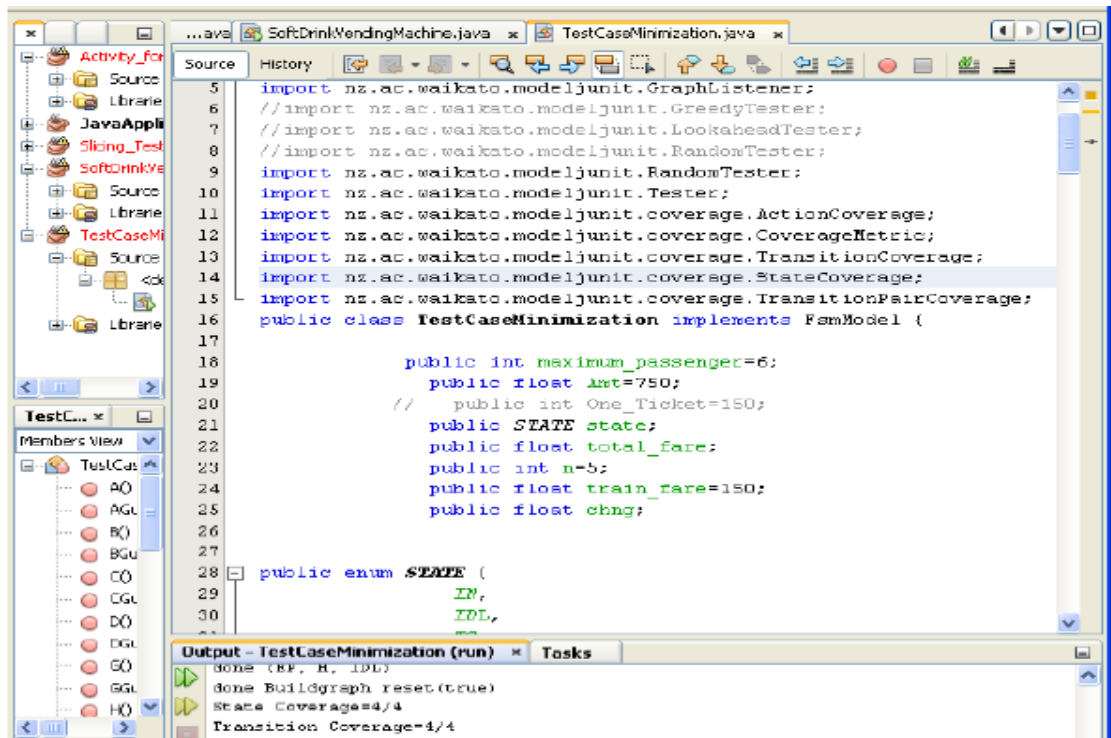 ...ava SoftDrinkVendingMachine.java x TestCaseMinimization.java x
Activity_for
Source
Librarie
JavaAppli
Slicing_Test
SoftDrinkVe
Source
Librarie
TestCaseMi
Source
<de
Librarie
Source History
5 import nz.ac.waikato.modeljunit.GraphListener;
6 //import nz.ac.waikato.modeljunit.GreedyTester;
7 //import nz.ac.waikato.modeljunit.LookaheadTester;
8 //import nz.ac.waikato.modeljunit.RandomTester;
9 import nz.ac.waikato.modeljunit.RandomTester;
10 import nz.ac.waikato.modeljunit.Tester;
11 import nz.ac.waikato.modeljunit.coverage.ActionCoverage;
12 import nz.ac.waikato.modeljunit.coverage.CoverageMetric;
13 import nz.ac.waikato.modeljunit.coverage.TransitionCoverage;
14 import nz.ac.waikato.modeljunit.coverage.StateCoverage;
15 import nz.ac.waikato.modeljunit.coverage.TransitionPairCoverage;
16 public class TestCaseMinimization implements FsmModel {
17
18 public int maximum_passenger=6;
19 public float Amt=750;
20 // public int One_Ticket=150;
21 public STATE state;
22 public float total_fare;
23 public int n=5;
24 public float train_fare=150;
25 public float chng;
26
27
28 public enum STATE {
29 IN,
30 IDL,
TestC... x
Members View
TestCas
A()
AGu
B()
BGu
C()
CGu
D()
DGu
G()
GGu
H()
Output - TestCaseMinimization (run) x Tasks
done (EP, H, IDL)
done Buildgraph reset(true)
State Coverage=4/4
Transition Coverage=4/4